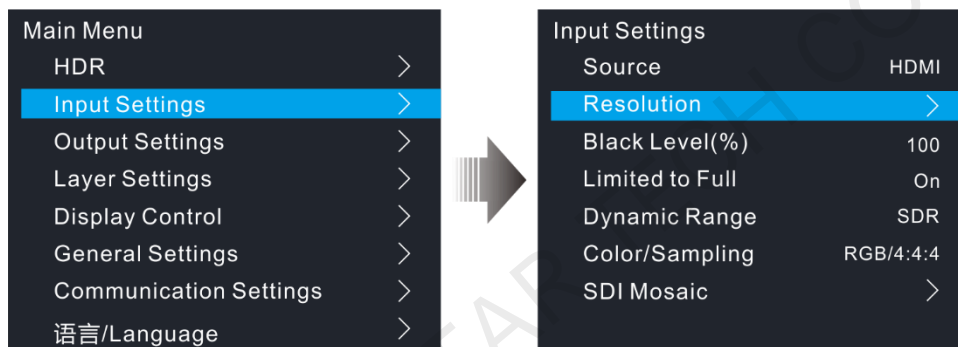 Main Menu
HDR
Input Settings
Output Settings
Layer Settings
Display Control
General Settings
Communication Settings
语言/Language
Input Settings
Source HDMI
Resolution
Black Level(%) 100
Limited to Full On
Dynamic Range SDR
Color/Sampling RGB/4:4:4
SDI Mosaic